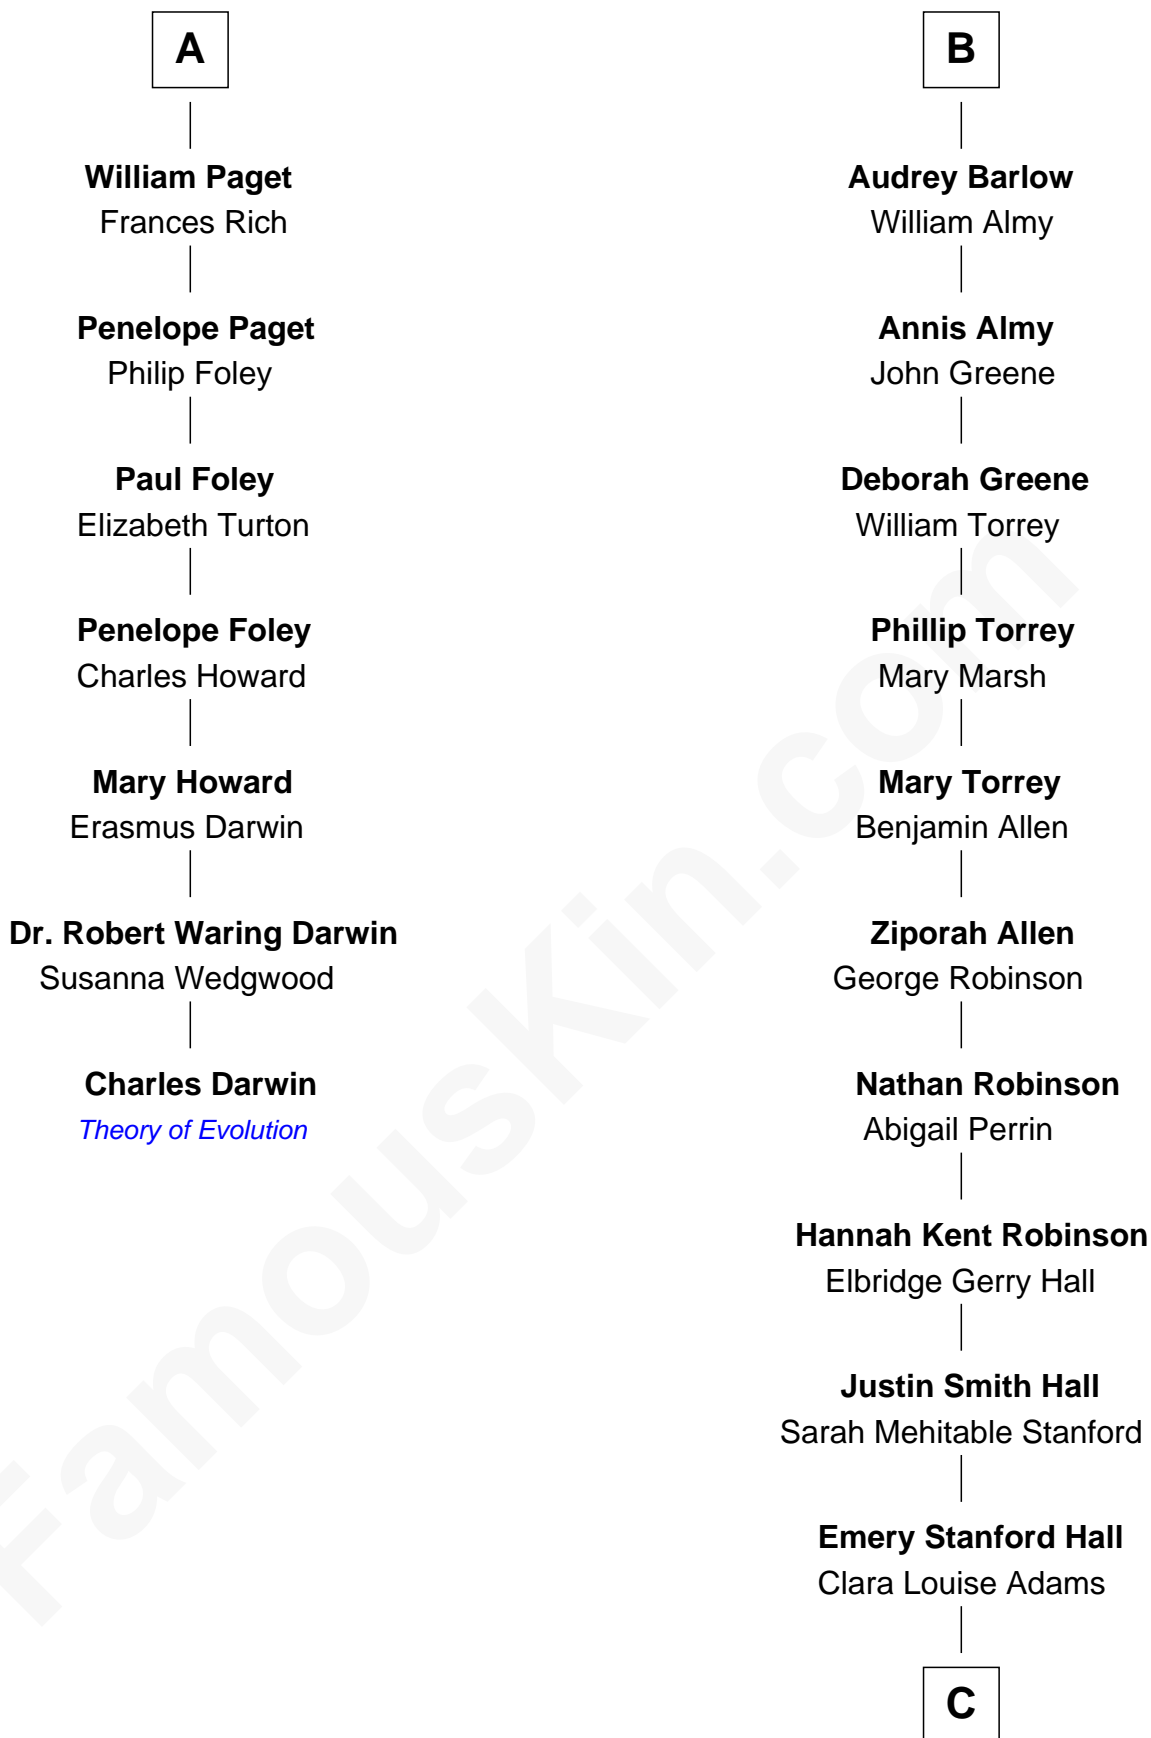 A
William Paget
Frances Rich
Penelope Paget
Philip Foley
Paul Foley
Elizabeth Turton
Penelope Foley
Charles Howard
Mary Howard
Erasmus Darwin
Dr. Robert Waring Darwin
Susanna Wedgwood
Charles Darwin
Theory of Evolution
B
Audrey Barlow
William Almy
Annis Almy
John Greene
Deborah Greene
William Torrey
Phillip Torrey
Mary Marsh
Mary Torrey
Benjamin Allen
Ziporah Allen
George Robinson
Nathan Robinson
Abigail Perrin
Hannah Kent Robinson
Elbridge Gerry Hall
Justin Smith Hall
Sarah Mehitable Stanford
Emery Stanford Hall
Clara Louise Adams
C
FamousKin.com